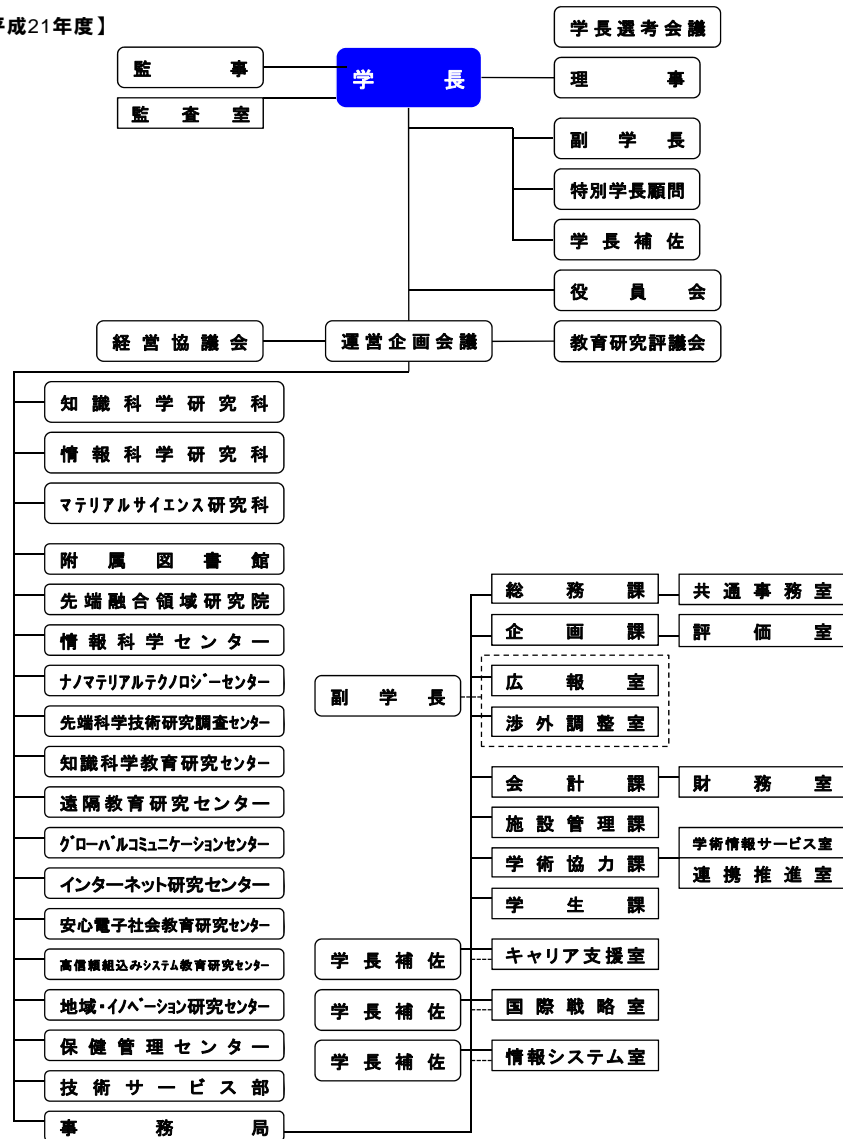 平成21年度】
学長選考会議
監事
学長
理事
監査室
副学長
特別学長顧問
学長補佐
役員会
経営協議会
運営企画会議
教育研究評議会
知識科学研究科
情報科学研究科
マテリアルサイエンス研究科
附属図書館
先端融合領域研究院
情報科学センター
ナノマテリアルテクノロジーセンター
先端科学技術研究調査センター
知識科学教育研究センター
遠隔教育研究センター
グローバルコミュニケーションセンター
インターネット研究センター
安心電子社会教育研究センター
高信頼組込みシステム教育研究センター
地域・イノベーション研究センター
保健管理センター
技術サービス部
事務局
総務課
共通事務室
企画課
評価室
副学長
広報室
渉外調整室
会計課
財務室
施設管理課
学術協力課
学術情報サービス室
連携推進室
学生課
学長補佐
キャリア支援室
学長補佐
国際戦略室
学長補佐
情報システム室